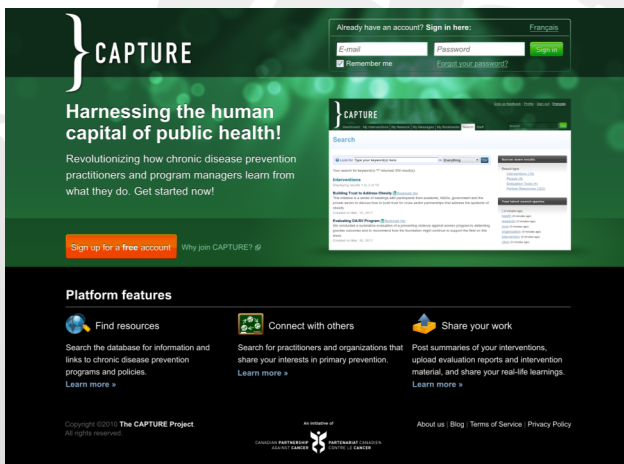 Already have an account? Sign in here: Français
CAPTURE
E-mail Password Sign in
Remember me Forgot your password?
Harnessing the human
capital of public health!
Revolutionizing how chronic disease prevention
practitioners and program managers learn from
what they do. Get started now!
CAPTURE
Search
Interventions
Building Trust to Address Obesity
Evaluation DAISY Program
Sign up for a free account Why join CAPTURE?
Platform features
Find resources
Search the database for information and
links to chronic disease prevention
programs and policies.
Learn more »
Connect with others
Search for practitioners and organizations that
share your interests in primary prevention.
Learn more »
Share your work
Post summaries of your interventions,
upload evaluation reports and intervention
material, and share your real-life learnings.
Learn more »
Copyright ©2010 The CAPTURE Project.
All rights reserved.
An initiative of
CANADIAN PARTNERSHIP
AGAINST CANCER
PARTENARIAT CANADIEN
CONTRE LE CANCER
About us | Blog | Terms of Service | Privacy Policy